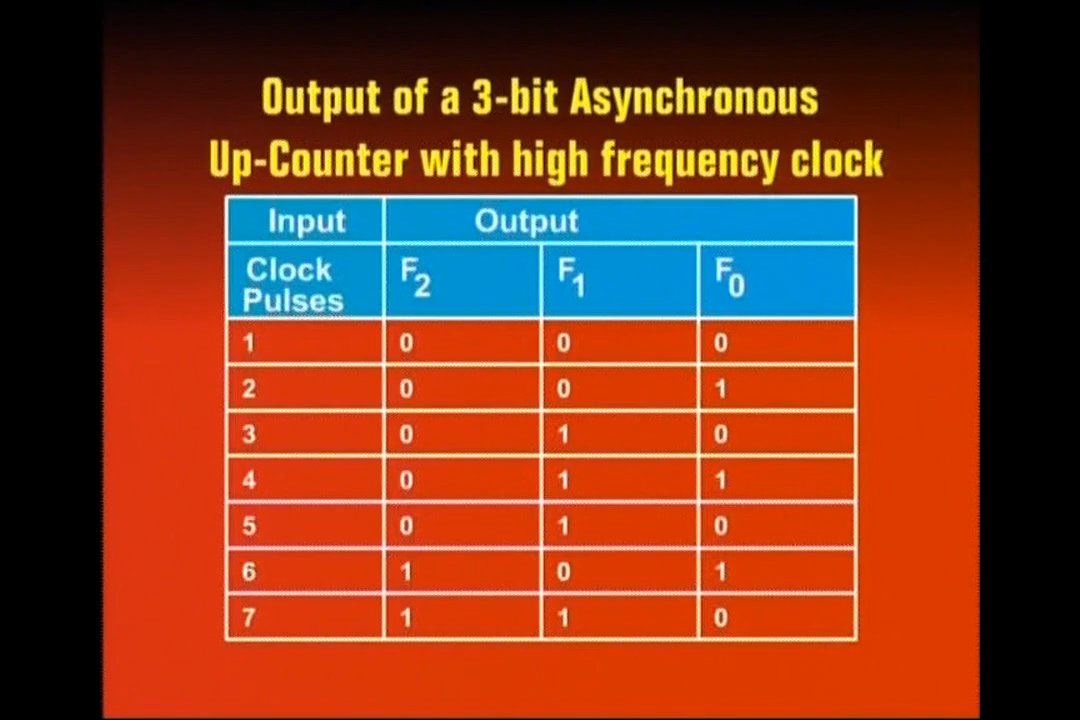 Output of a 3-bit Asynchronous
Up-Counter with high frequency clock
Input Output
Clock Pulses F2 F1 F0
1 0 0 0
2 0 0 1
3 0 1 0
4 0 1 1
5 0 1 0
6 1 0 1
7 1 1 0